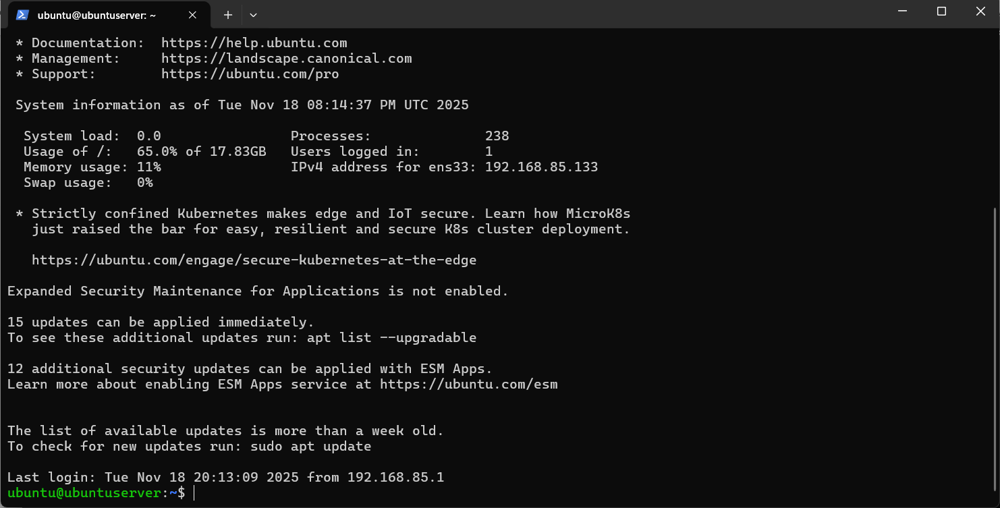 ubuntu@ubuntuserver: ~
* Documentation:  https://help.ubuntu.com
* Management:     https://landscape.canonical.com
* Support:        https://ubuntu.com/pro
System information as of Tue Nov 18 08:14:37 PM UTC 2025
System load:  0.0                Processes:              238
Usage of /:   65.0% of 17.83GB   Users logged in:        1
Memory usage: 11%                IPv4 address for ens33: 192.168.85.133
Swap usage:   0%
* Strictly confined Kubernetes makes edge and IoT secure. Learn how MicroK8s
just raised the bar for easy, resilient and secure K8s cluster deployment.
https://ubuntu.com/engage/secure-kubernetes-at-the-edge
Expanded Security Maintenance for Applications is not enabled.
15 updates can be applied immediately.
To see these additional updates run: apt list --upgradable
12 additional security updates can be applied with ESM Apps.
Learn more about enabling ESM Apps service at https://ubuntu.com/esm
The list of available updates is more than a week old.
To check for new updates run: sudo apt update
Last login: Tue Nov 18 20:13:09 2025 from 192.168.85.1
ubuntu@ubuntuserver:~$